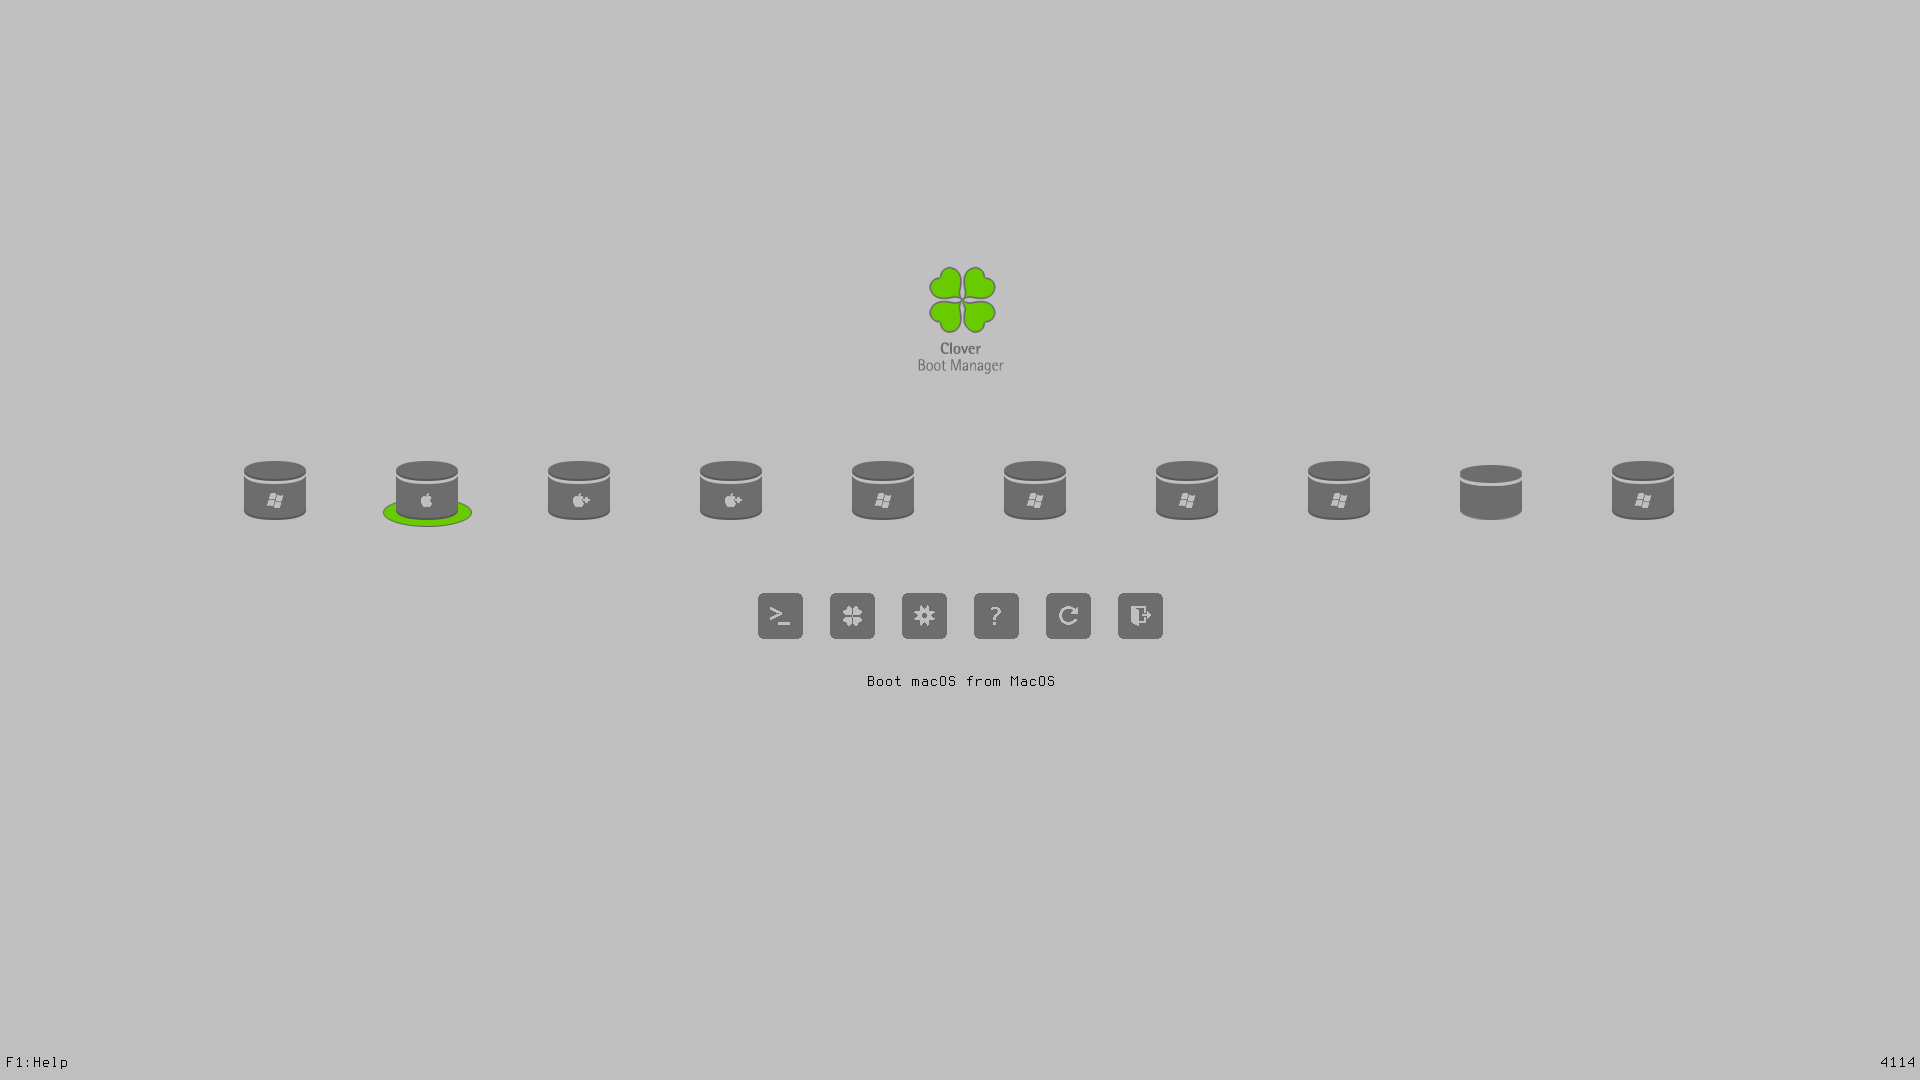 Clover
Boot Manager
>_
?
Boot macOS from MacOS
F1:Help
4114